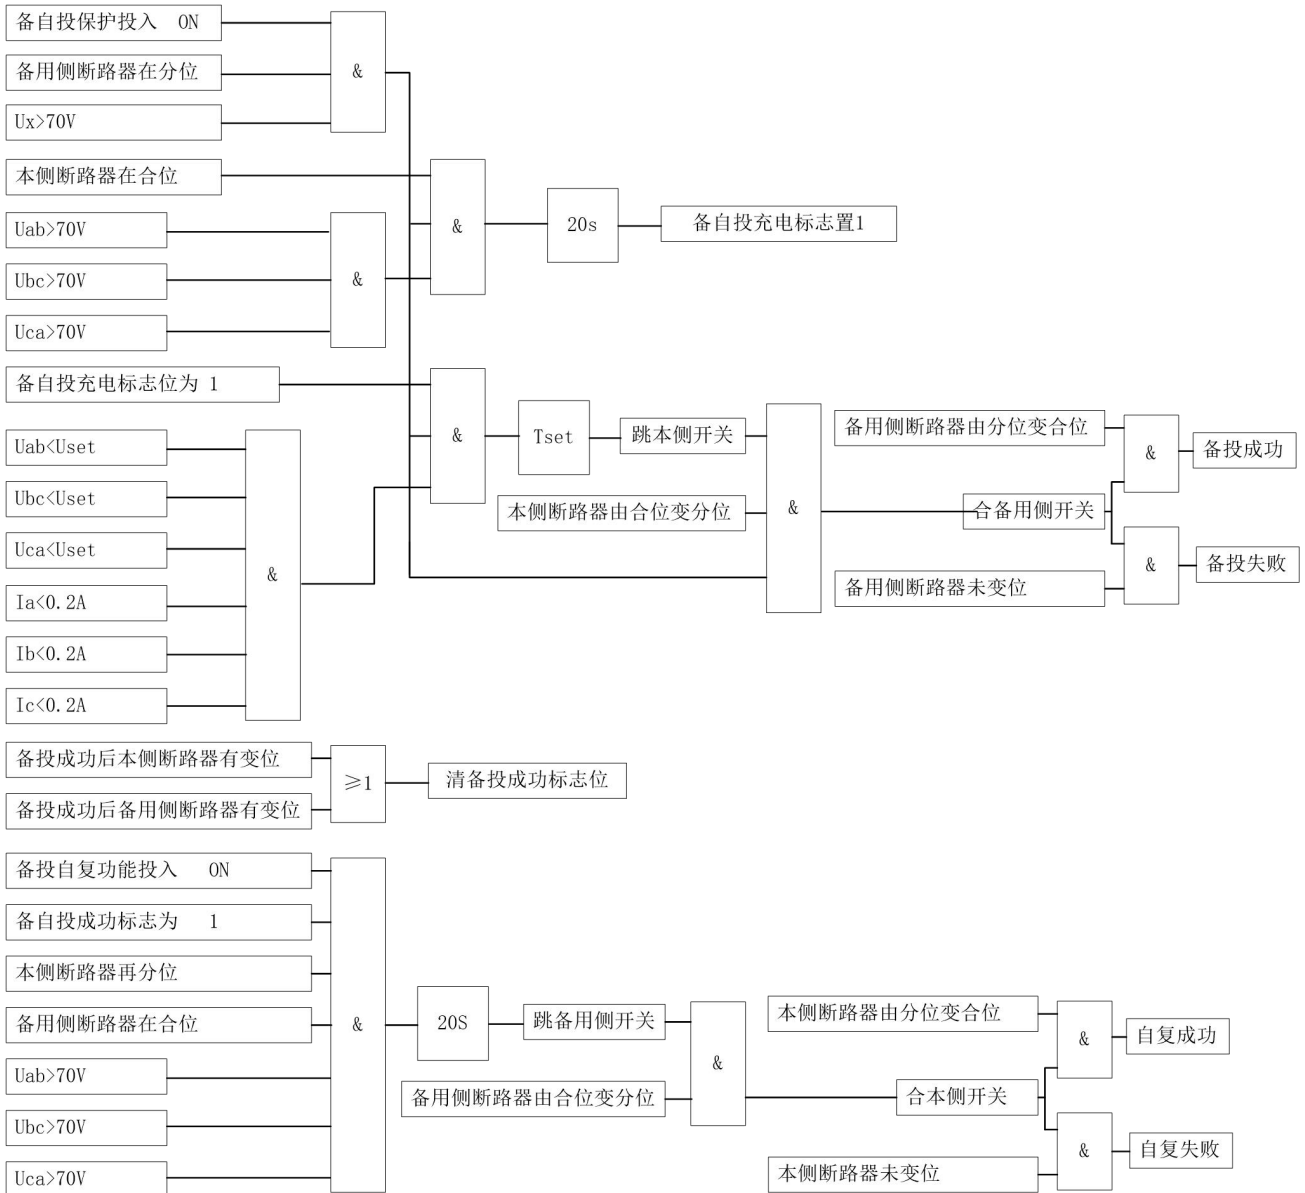 备自投保护投入 ON
&
备用侧断路器在分位
Ux>70V
本侧断路器在合位
Uab>70V
&
20s
备自投充电标志置1
Ubc>70V
&
Uca>70V
备自投充电标志位为 1
Uab<Uset
&
Tset
跳本侧开关
备用侧断路器由分位变合位
&
备投成功
Ubc<Uset
本侧断路器由合位变分位
&
合备用侧开关
Uca<Uset
&
备用侧断路器未变位
&
备投失败
Ia<0.2A
Ib<0.2A
Ic<0.2A
备投成功后本侧断路器有变位
≥1
清备投成功标志位
备投成功后备用侧断路器有变位
备投自复功能投入 ON
备自投成功标志为 1
本侧断路器再分位
备用侧断路器在合位
&
20S
跳备用侧开关
本侧断路器由分位变合位
&
自复成功
Uab>70V
备用侧断路器由合位变分位
&
合本侧开关
Ubc>70V
Uca>70V
本侧断路器未变位
&
自复失败